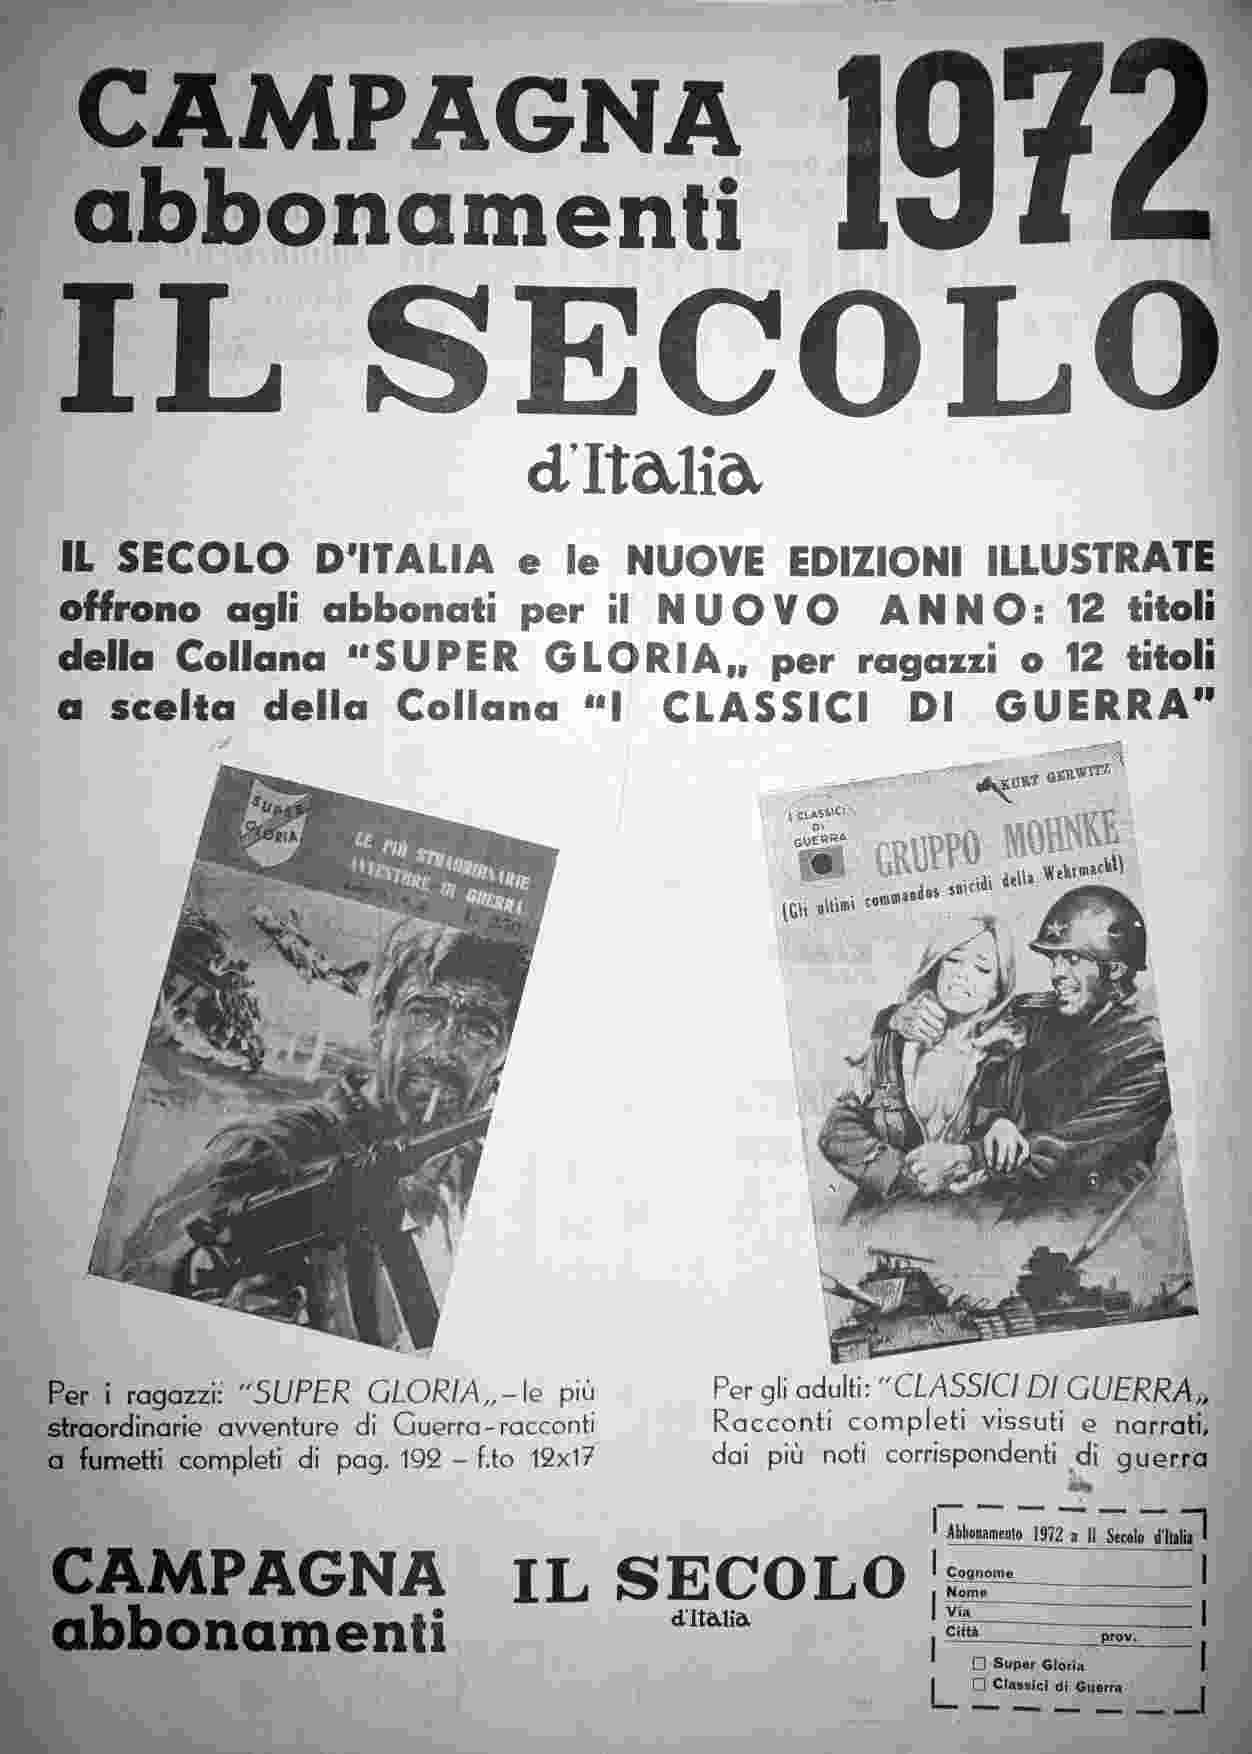 CAMPAGNA 1972
abbonamenti
IL SECOLO
d'Italia
IL SECOLO D'ITALIA e le NUOVE EDIZIONI ILLUSTRATE
offrono agli abbonati per il NUOVO ANNO: 12 titoli
della Collana “SUPER GLORIA„ per ragazzi o 12 titoli
a scelta della Collana “I CLASSICI DI GUERRA”
SUPER
GLORIA
LE PIÙ STRAORDINARIE
AVVENTURE DI GUERRA
KURT GERWITZ
I CLASSICI
DI
GUERRA
GRUPPO MOHNKE
(Gli ultimi commandos suicidi della Wehrmacht)
Per i ragazzi: “SUPER GLORIA„ – le più
straordinarie avventure di Guerra - racconti
a fumetti completi di pag. 192 – f.to 12x17
Per gli adulti: “CLASSICI DI GUERRA„
Racconti completi vissuti e narrati,
dai più noti corrispondenti di guerra
CAMPAGNA
abbonamenti
IL SECOLO
d'Italia
Abbonamento 1972 a Il Secolo d'Italia
Cognome
Nome
Via
Città prov.
Super Gloria
Classici di Guerra